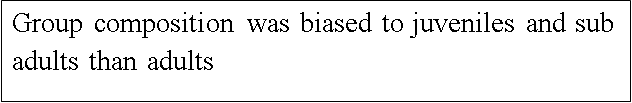 Group composition was biased to juveniles and sub
adults than adults